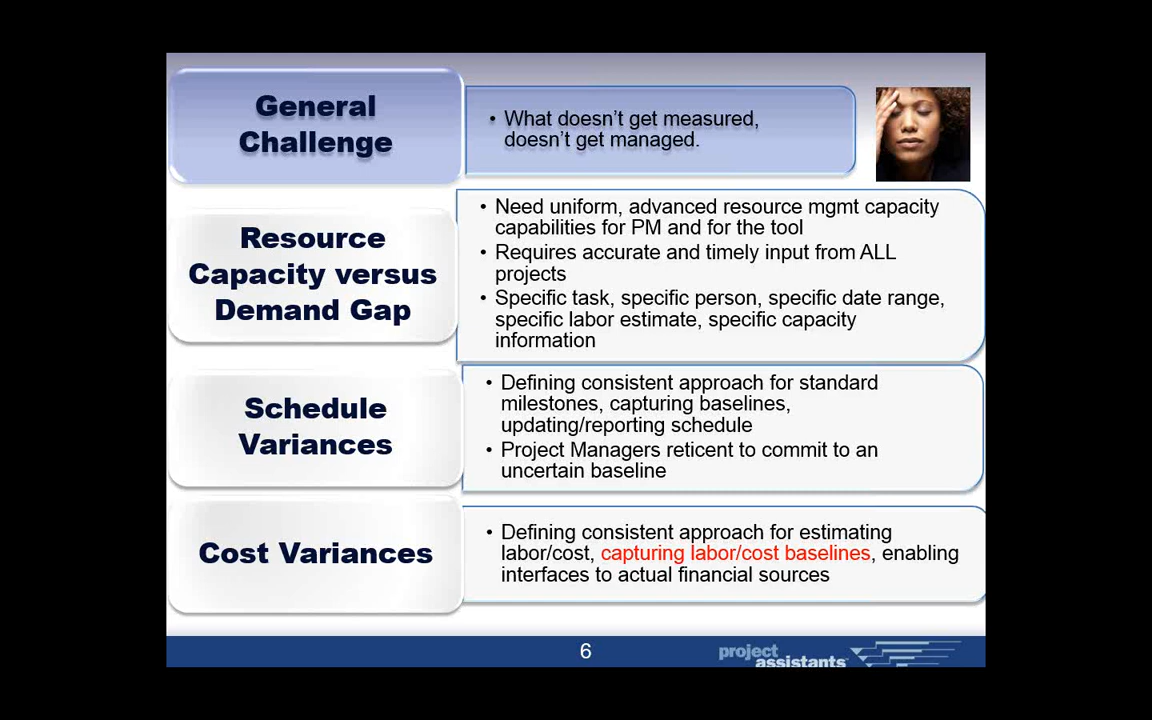 General
Challenge
• What doesn’t get measured,
doesn’t get managed.
Resource
Capacity versus
Demand Gap
• Need uniform, advanced resource mgmt capacity
capabilities for PM and for the tool
• Requires accurate and timely input from ALL
projects
• Specific task, specific person, specific date range,
specific labor estimate, specific capacity
information
Schedule
Variances
• Defining consistent approach for standard
milestones, capturing baselines,
updating/reporting schedule
• Project Managers reticent to commit to an
uncertain baseline
Cost Variances
• Defining consistent approach for estimating
labor/cost, capturing labor/cost baselines, enabling
interfaces to actual financial sources
6
project
assistants™